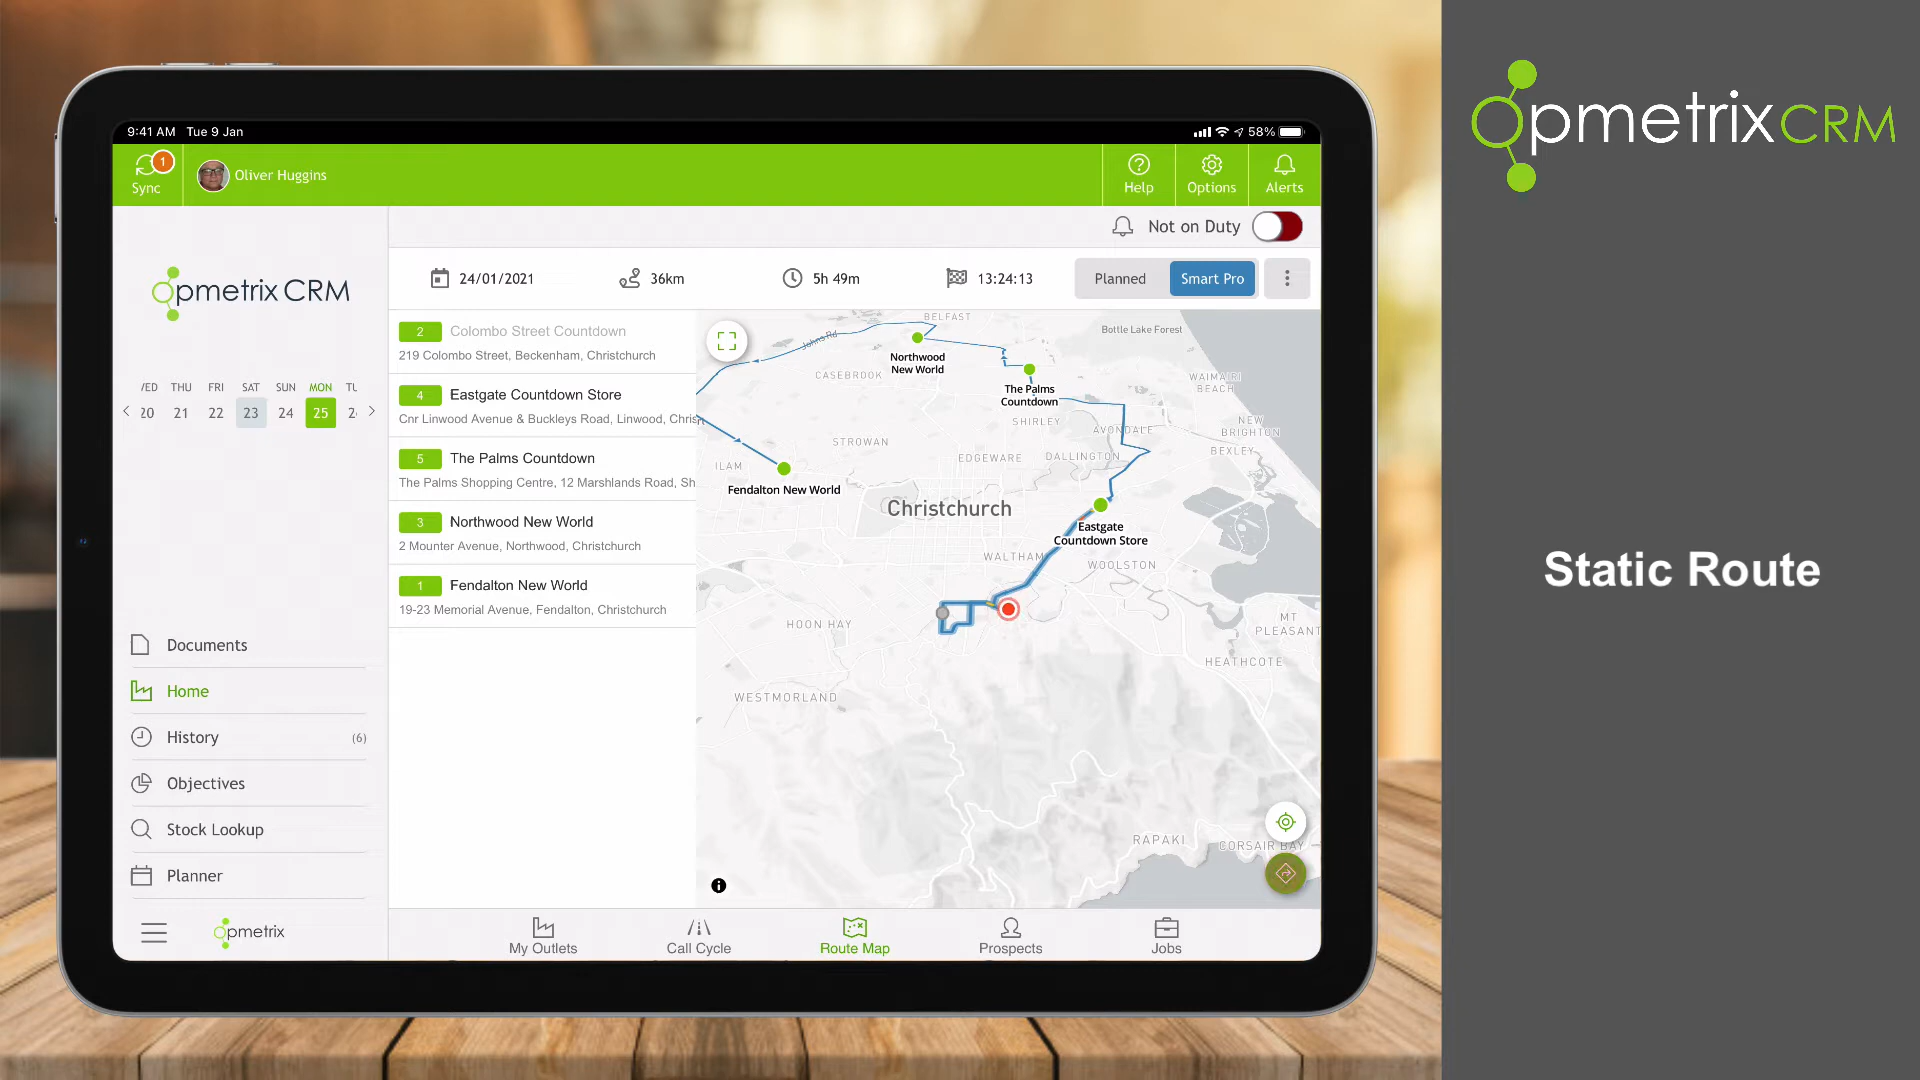 9:41 AM Tue 9 Jan
58%
Sync
1
Oliver Huggins
Help
Options
Alerts
Not on Duty
opmetrix CRM
24/01/2021
36km
5h 49m
13:24:13
Planned
Smart Pro
WED THU FRI SAT SUN MON TU
20 21 22 23 24 25 2
2 Colombo Street Countdown
219 Colombo Street, Beckenham, Christchurch
4 Eastgate Countdown Store
Cnr Linwood Avenue & Buckleys Road, Linwood, Chris
5 The Palms Countdown
The Palms Shopping Centre, 12 Marshlands Road, Sh
3 Northwood New World
2 Mounter Avenue, Northwood, Christchurch
1 Fendalton New World
19-23 Memorial Avenue, Fendalton, Christchurch
BELFAST
Bottle Lake Forest
Johns Rd
Northwood
New World
CASEBROOK
WAIMAIRI
BEACH
The Palms
Countdown
SHIRLEY
AVONDALE
NEW
BRIGHTON
STROWAN
EDGEWARE
DALLINGTON
BEXLEY
ILAM
Fendalton New World
Christchurch
Eastgate
Countdown Store
WALTHAM
WOOLSTON
HOON HAY
MT
PLEASANT
HEATHCOTE
WESTMORLAND
RAPAKI
CORSAIR BAY
Documents
Home
History (6)
Objectives
Stock Lookup
Planner
opmetrix
My Outlets
Call Cycle
Route Map
Prospects
Jobs
opmetrix CRM
Static Route